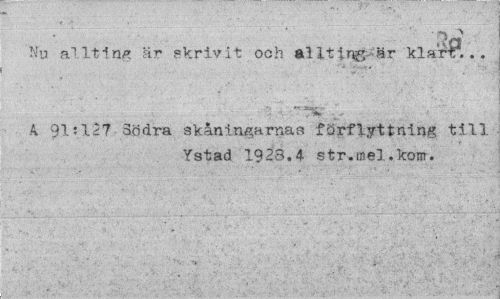 Rä
Nu allting är skrivit och allting är klart...
A 91:127 Södra skåningarnas förflyttning till
Ystad 1928.4 str.mel.kom.